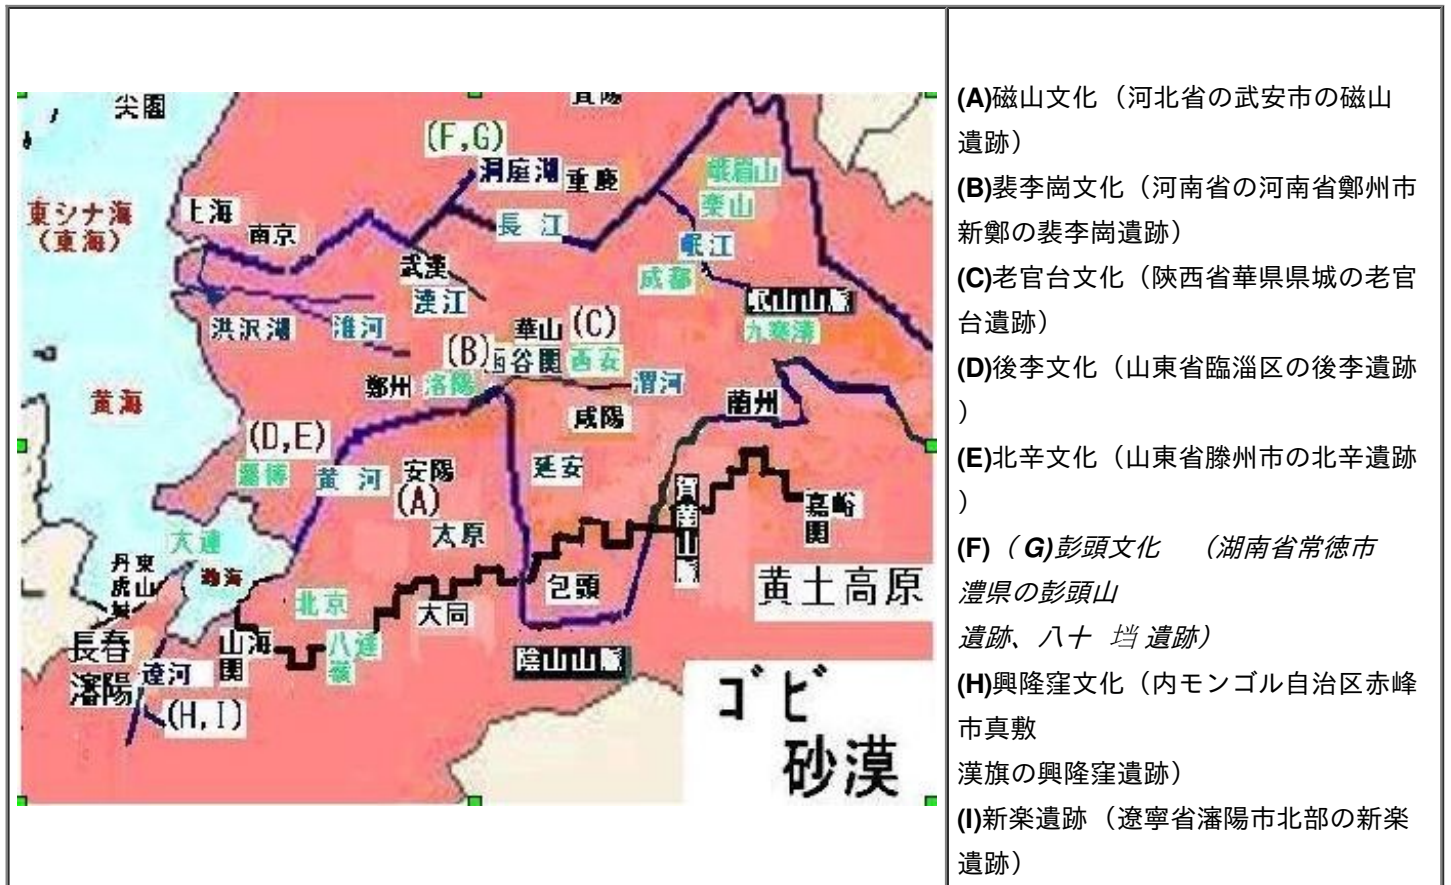 尖閣
宜賓
(F,G)
洞庭湖
重慶
峨眉山
楽山
東シナ海
(東海)
上海
南京
長江
岷江
武漢
成都
漢江
岷山山脈
洪沢湖
淮河
華山
(C)
九寨溝
(B)
函谷関
西安
黄海
鄭州
洛陽
渭河
蘭州
咸陽
(D,E)
淄博
黄河
安陽
延安
(A)
賀蘭山脈
嘉峪
関
太原
大連
丹東
虎山
城
渤海
包頭
黄土高原
北京
大同
長春
山海
関
八達
嶺
陰山山脈
瀋陽
遼河
(H,I)
ゴビ
砂漠
(A)磁山文化（河北省の武安市の磁山
遺跡）
(B)裴李崗文化（河南省の河南省鄭州市
新鄭の裴李崗遺跡）
(C)老官台文化（陝西省華県県城の老官
台遺跡）
(D)後李文化（山東省臨淄区の後李遺跡
）
(E)北辛文化（山東省滕州市の北辛遺跡
）
(F)（G)彭頭文化　（湖南省常徳市
澧県の彭頭山
遺跡、八十 垱 遺跡）
(H)興隆窪文化（内モンゴル自治区赤峰
市真敷
漢旗の興隆窪遺跡）
(I)新楽遺跡（遼寧省瀋陽市北部の新楽
遺跡）